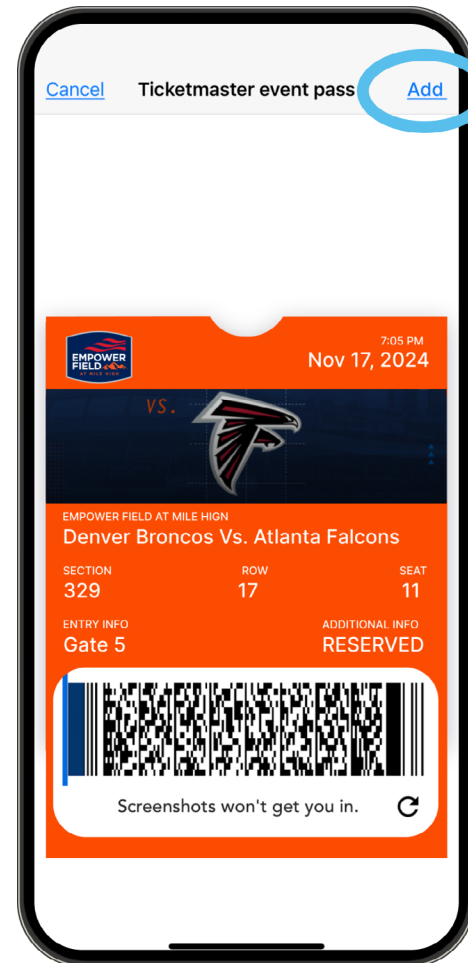 Cancel Ticketmaster event pass Add
EMPOWER
FIELD
AT MILE HIGH
7:05 PM
Nov 17, 2024
VS.
EMPOWER FIELD AT MILE HIGN
Denver Broncos Vs. Atlanta Falcons
SECTION ROW SEAT
329 17 11
ENTRY INFO ADDITIONAL INFO
Gate 5 RESERVED
Screenshots won't get you in.